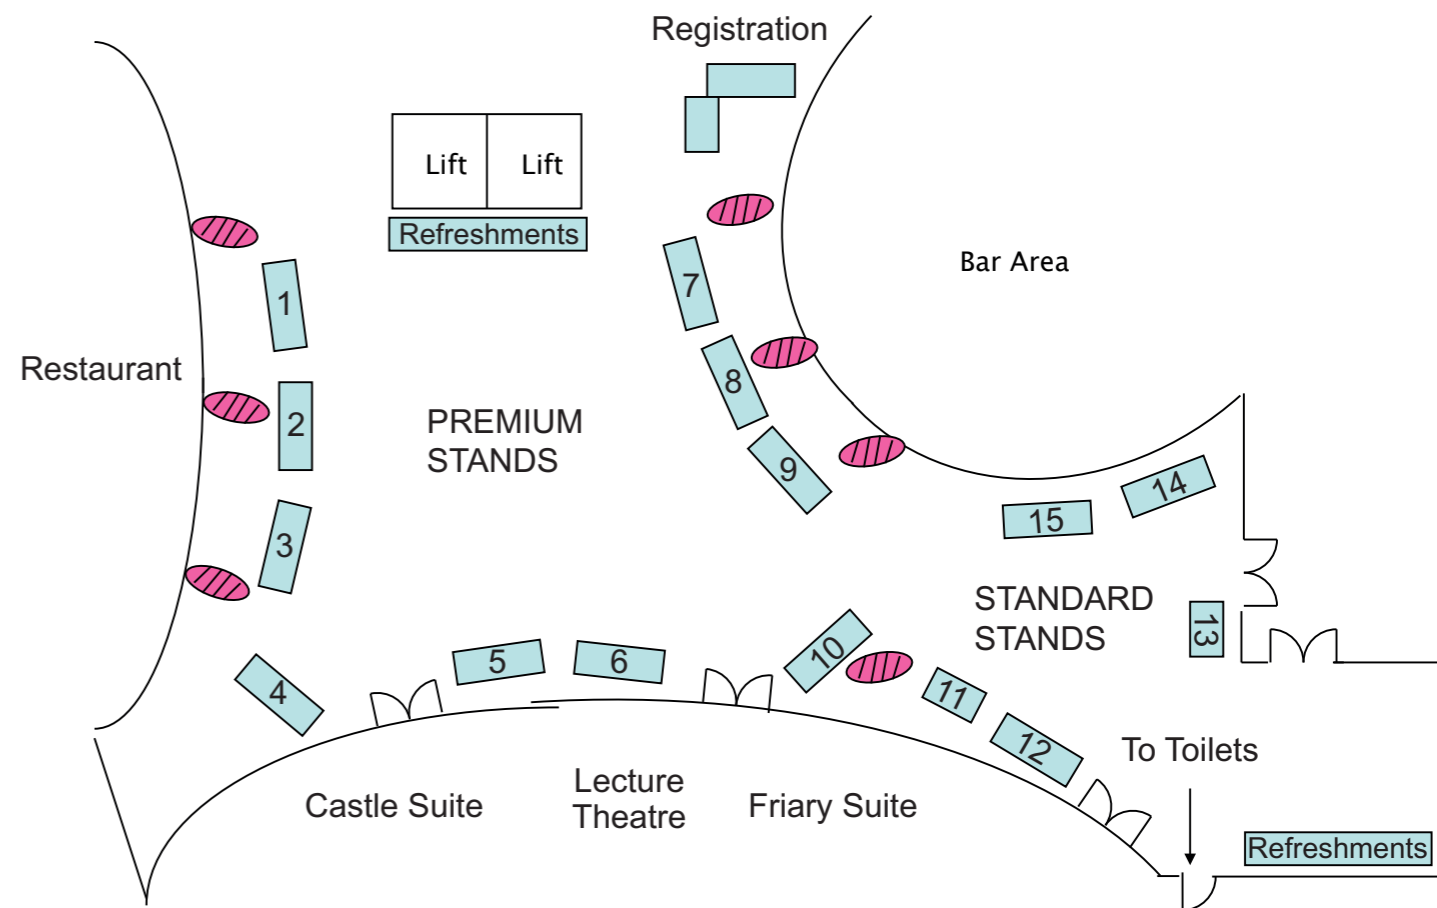 Registration
Lift
Lift
Refreshments
7
Bar Area
1
Restaurant
8
2
PREMIUM
STANDS
9
14
15
3
STANDARD
STANDS
13
10
5
6
4
11
12
To Toilets
Castle Suite
Lecture
Theatre
Friary Suite
Refreshments